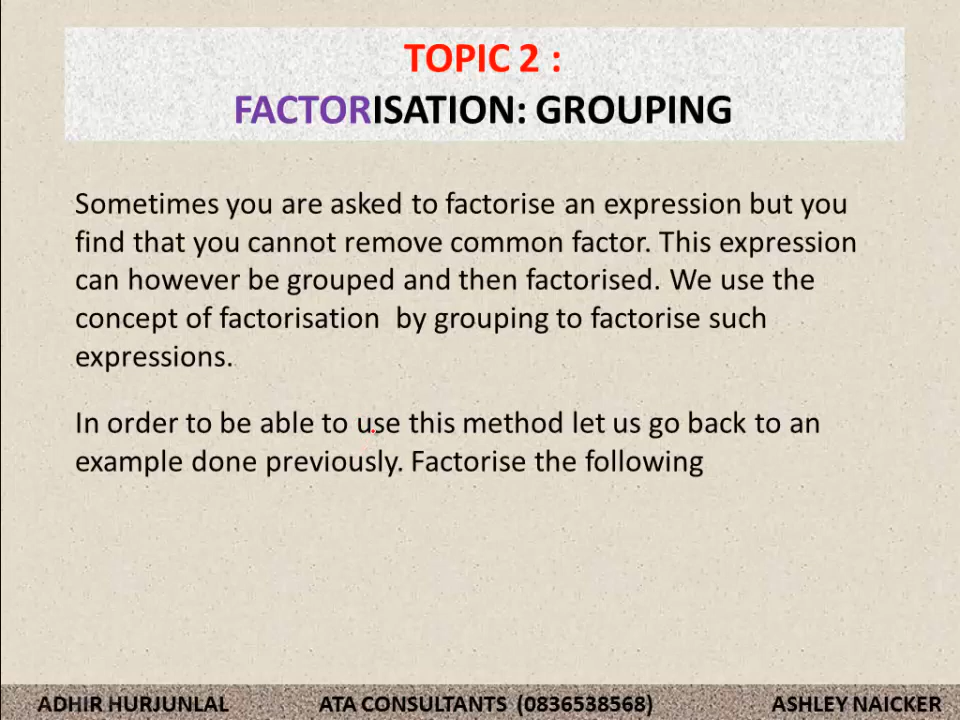 TOPIC 2 :
FACTORISATION: GROUPING
Sometimes you are asked to factorise an expression but you
find that you cannot remove common factor. This expression
can however be grouped and then factorised. We use the
concept of factorisation  by grouping to factorise such
expressions.
In order to be able to use this method let us go back to an
example done previously. Factorise the following
ADHIR HURJUNLAL ATA CONSULTANTS (0836538568) ASHLEY NAICKER